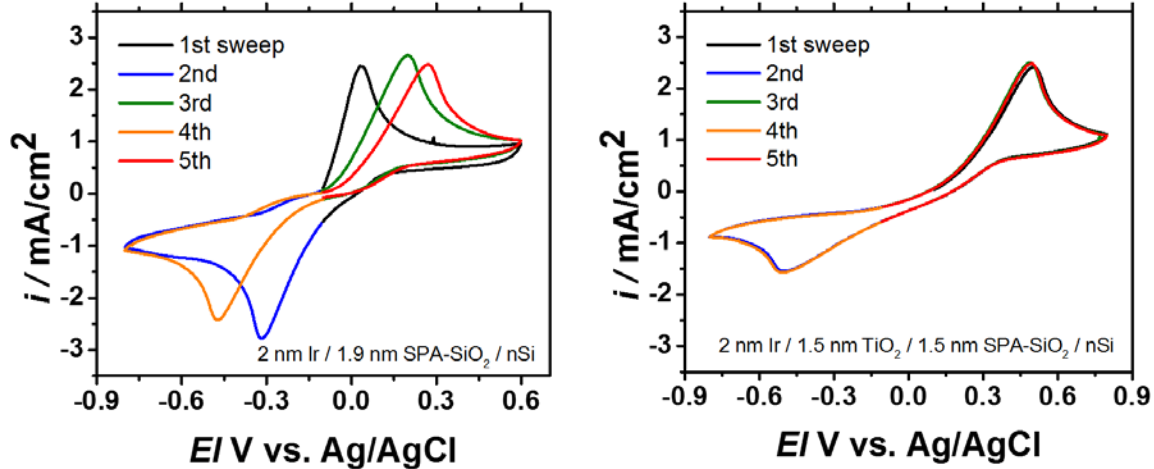 3
2
1
0
-1
-2
-3
i / mA/cm²
1st sweep
2nd
3rd
4th
5th
2 nm Ir / 1.9 nm SPA-SiO₂ / nSi
-0.9 -0.6 -0.3 0.0 0.3 0.6
E/ V vs. Ag/AgCl
3
2
1
0
-1
-2
-3
i / mA/cm²
1st sweep
2nd
3rd
4th
5th
2 nm Ir / 1.5 nm TiO₂ / 1.5 nm SPA-SiO₂ / nSi
-0.9 -0.6 -0.3 0.0 0.3 0.6 0.9
E/ V vs. Ag/AgCl